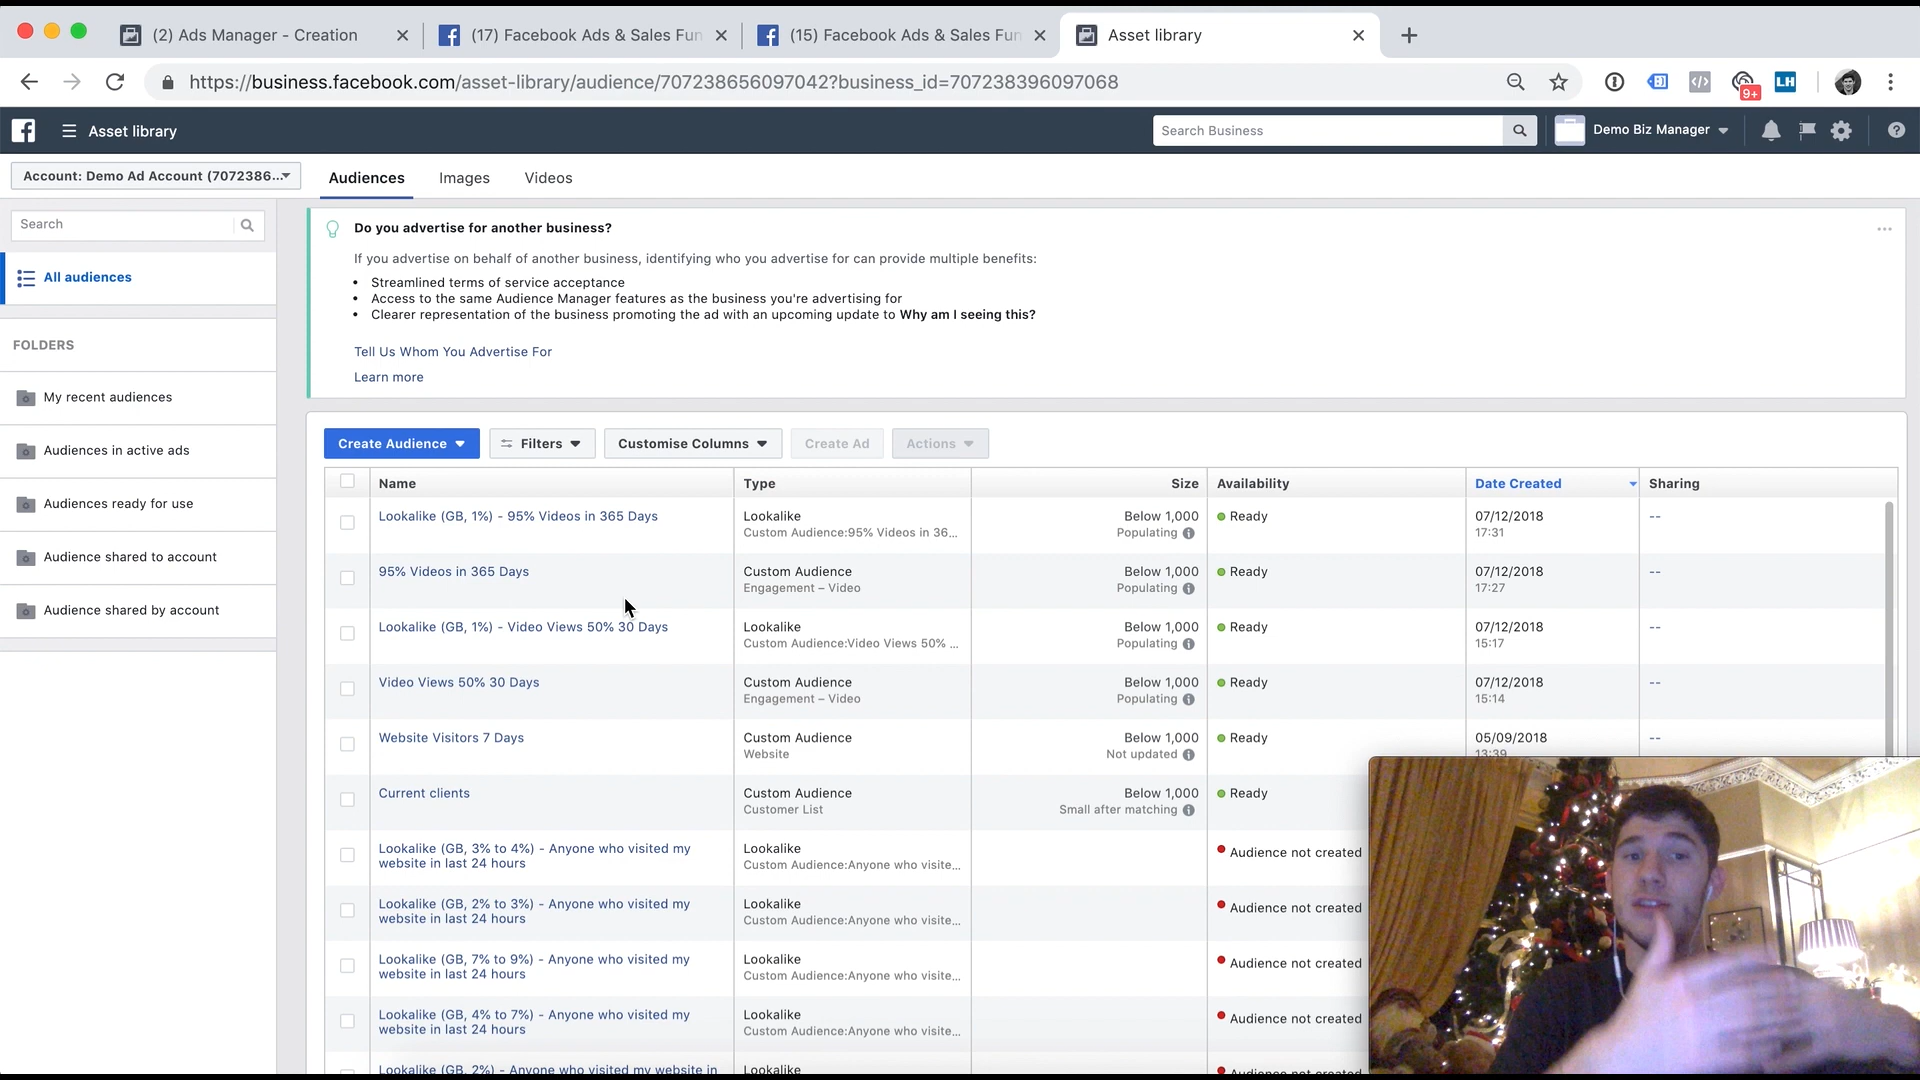 (2) Ads Manager - Creation
(17) Facebook Ads & Sales Fun
(15) Facebook Ads & Sales Fun
Asset library
https://business.facebook.com/asset-library/audience/707238656097042?business_id=707238396097068
9+
LH
Asset library
Search Business
Demo Biz Manager
Account: Demo Ad Account (7072386...
Audiences
Images
Videos
Search
All audiences
FOLDERS
My recent audiences
Audiences in active ads
Audiences ready for use
Audience shared to account
Audience shared by account
Do you advertise for another business?
If you advertise on behalf of another business, identifying who you advertise for can provide multiple benefits:
• Streamlined terms of service acceptance
• Access to the same Audience Manager features as the business you're advertising for
• Clearer representation of the business promoting the ad with an upcoming update to Why am I seeing this?
Tell Us Whom You Advertise For
Learn more
Create Audience
Filters
Customise Columns
Create Ad
Actions
Name Type Size Availability Date Created Sharing
Lookalike (GB, 1%) - 95% Videos in 365 Days Lookalike Below 1,000 Ready 07/12/2018 --
Custom Audience:95% Videos in 36... Populating 17:31
95% Videos in 365 Days Custom Audience Below 1,000 Ready 07/12/2018 --
Engagement – Video Populating 17:27
Lookalike (GB, 1%) - Video Views 50% 30 Days Lookalike Below 1,000 Ready 07/12/2018 --
Custom Audience:Video Views 50% ... Populating 15:17
Video Views 50% 30 Days Custom Audience Below 1,000 Ready 07/12/2018 --
Engagement – Video Populating 15:14
Website Visitors 7 Days Custom Audience Below 1,000 Ready 05/09/2018 --
Website Not updated 13:39
Current clients Custom Audience Below 1,000 Ready
Customer List Small after matching
Lookalike (GB, 3% to 4%) - Anyone who visited my Lookalike Audience not created
website in last 24 hours Custom Audience:Anyone who visite...
Lookalike (GB, 2% to 3%) - Anyone who visited my Lookalike Audience not created
website in last 24 hours Custom Audience:Anyone who visite...
Lookalike (GB, 7% to 9%) - Anyone who visited my Lookalike Audience not created
website in last 24 hours Custom Audience:Anyone who visite...
Lookalike (GB, 4% to 7%) - Anyone who visited my Lookalike Audience not created
website in last 24 hours Custom Audience:Anyone who visite...
Lookalike (GB, 2%) - Anyone who visited my website in Lookalike Audience not created